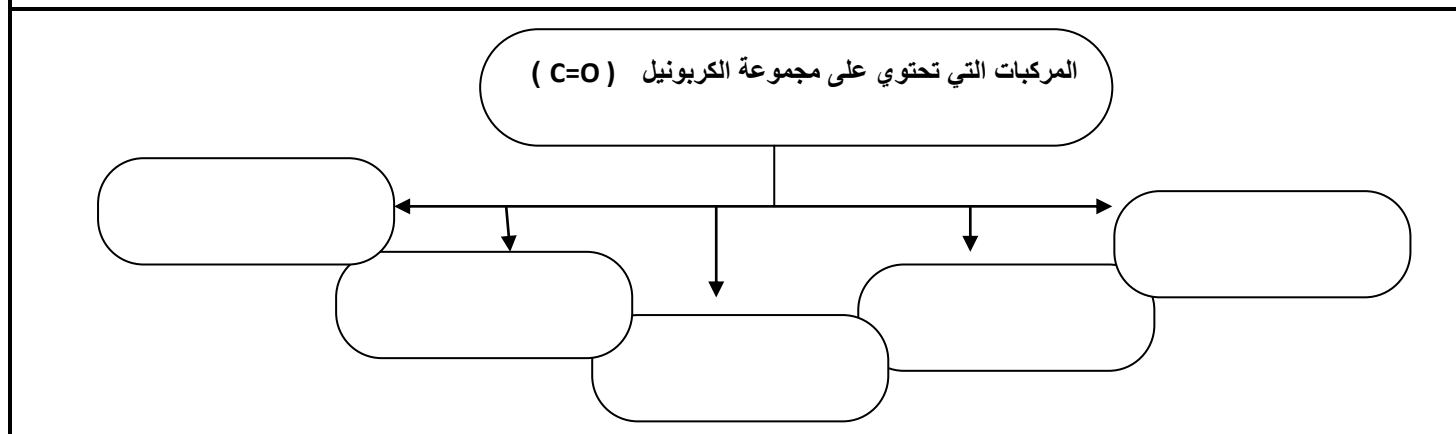 المركبات التي تحتوي على مجموعة الكربونيل ( C=O )